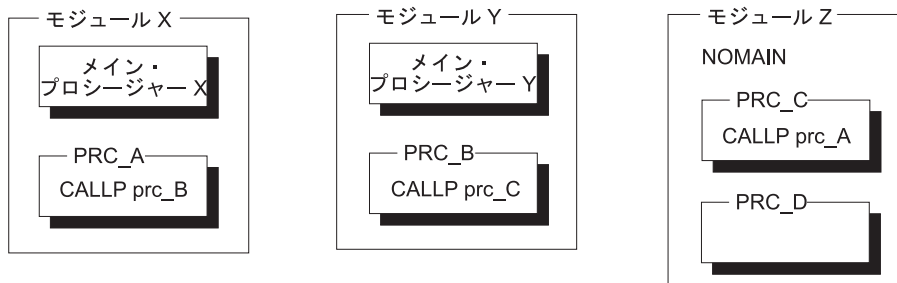 モジュール X
メイン・
プロシージャー X
PRC_A
CALLP prc_B
モジュール Y
メイン・
プロシージャー Y
PRC_B
CALLP prc_C
モジュール Z
NOMAIN
PRC_C
CALLP prc_A
PRC_D